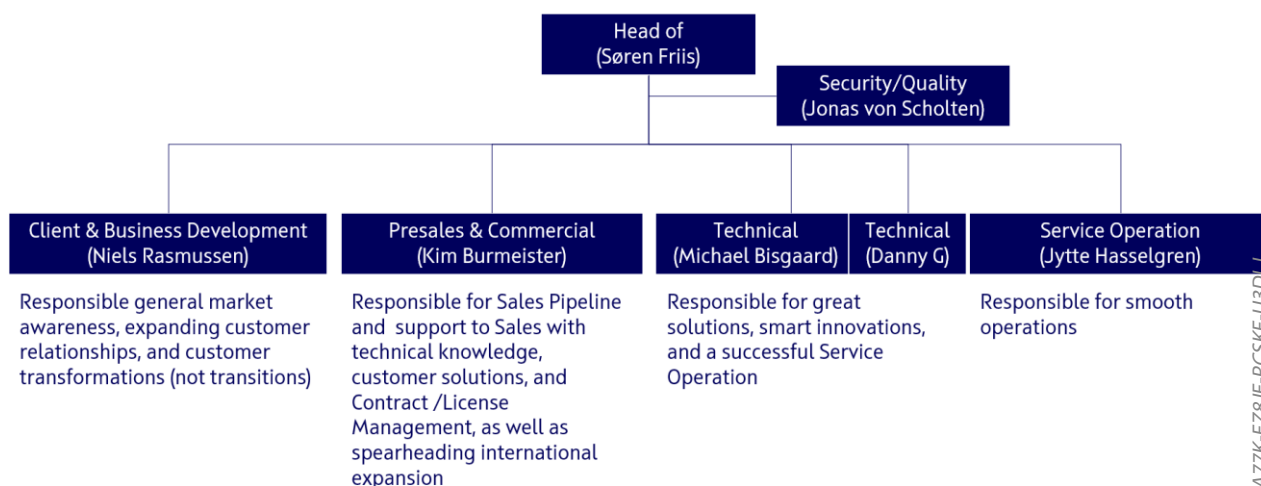 Head of
(Søren Friis)
Security/Quality
(Jonas von Scholten)
Client & Business Development
(Niels Rasmussen)
Presales & Commercial
(Kim Burmeister)
Technical
(Michael Bisgaard)
Technical
(Danny G)
Service Operation
(Jytte Hasselgren)
Responsible general market
awareness, expanding customer
relationships, and customer
transformations (not transitions)
Responsible for Sales Pipeline
and support to Sales with
technical knowledge,
customer solutions, and
Contract /License
Management, as well as
spearheading international
expansion
Responsible for great
solutions, smart innovations,
and a successful Service
Operation
Responsible for smooth
operations